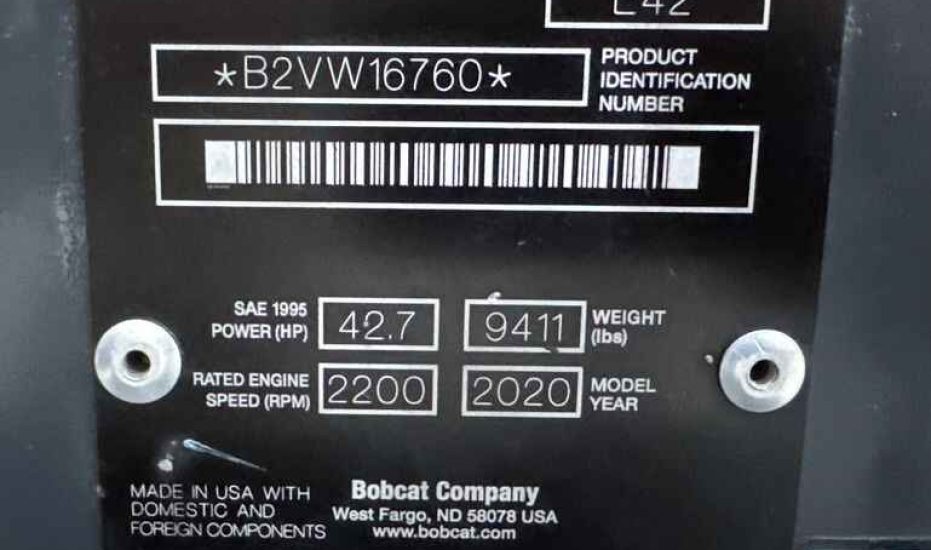 E42
*B2VW16760*
PRODUCT
IDENTIFICATION
NUMBER
SAE 1995
POWER (HP)
42.7
9411
WEIGHT
(lbs)
RATED ENGINE
SPEED (RPM)
2200
2020
MODEL
YEAR
MADE IN USA WITH
DOMESTIC AND
FOREIGN COMPONENTS
Bobcat Company
West Fargo, ND 58078 USA
www.bobcat.com